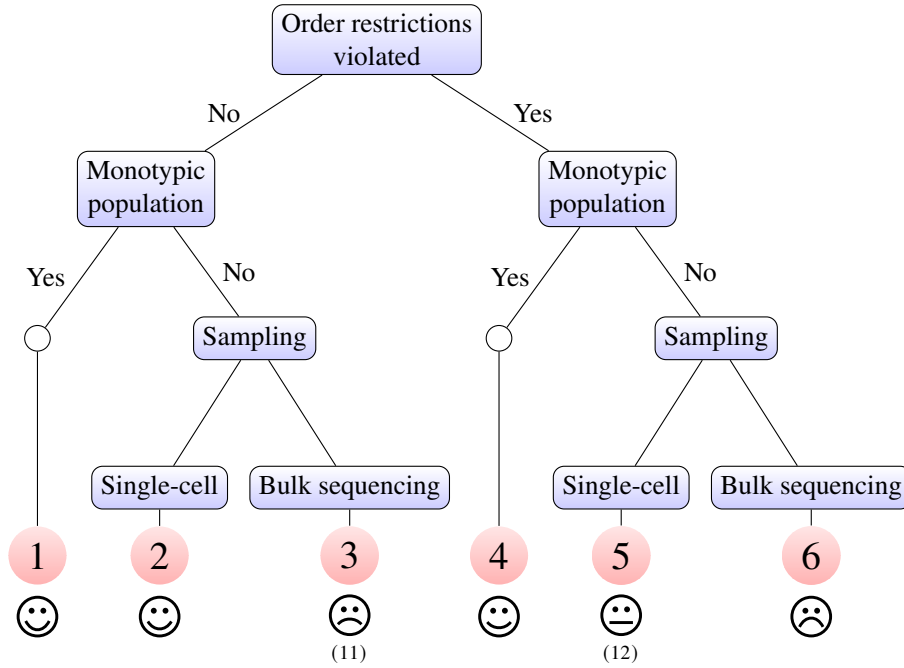 Order restrictions
violated
No
Yes
Monotypic
population
Monotypic
population
Yes
No
Yes
No
Sampling
Sampling
Single-cell
Bulk sequencing
Single-cell
Bulk sequencing
1
2
3
4
5
6
(11)
(12)